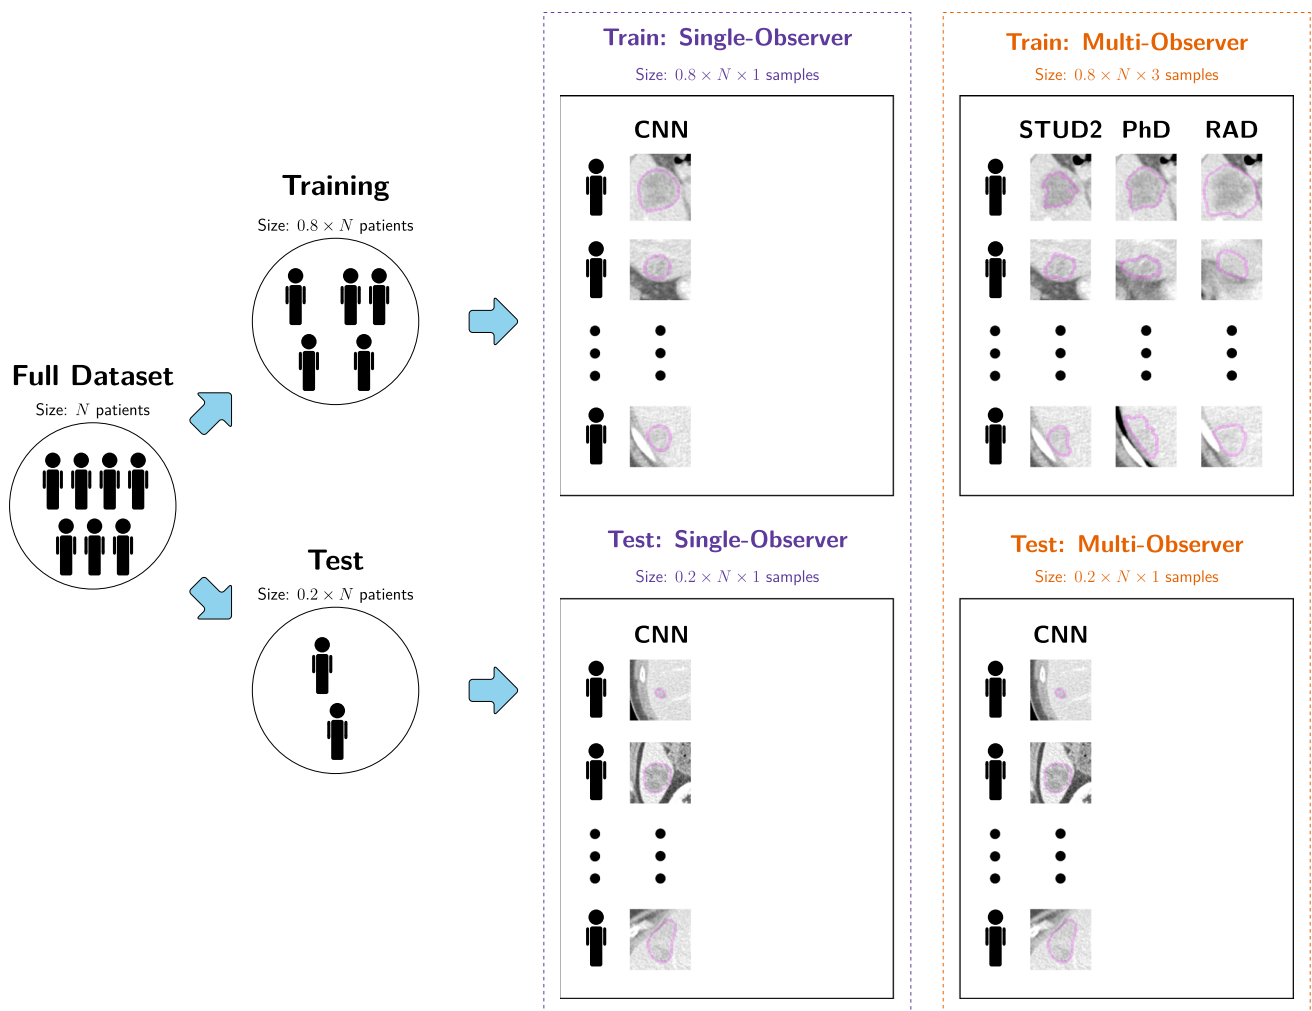 Full Dataset
Size: N patients
Training
Size: 0.8 × N patients
Test
Size: 0.2 × N patients
Train: Single-Observer
Size: 0.8 × N × 1 samples
CNN
Test: Single-Observer
Size: 0.2 × N × 1 samples
CNN
Train: Multi-Observer
Size: 0.8 × N × 3 samples
STUD2 PhD RAD
Test: Multi-Observer
Size: 0.2 × N × 1 samples
CNN